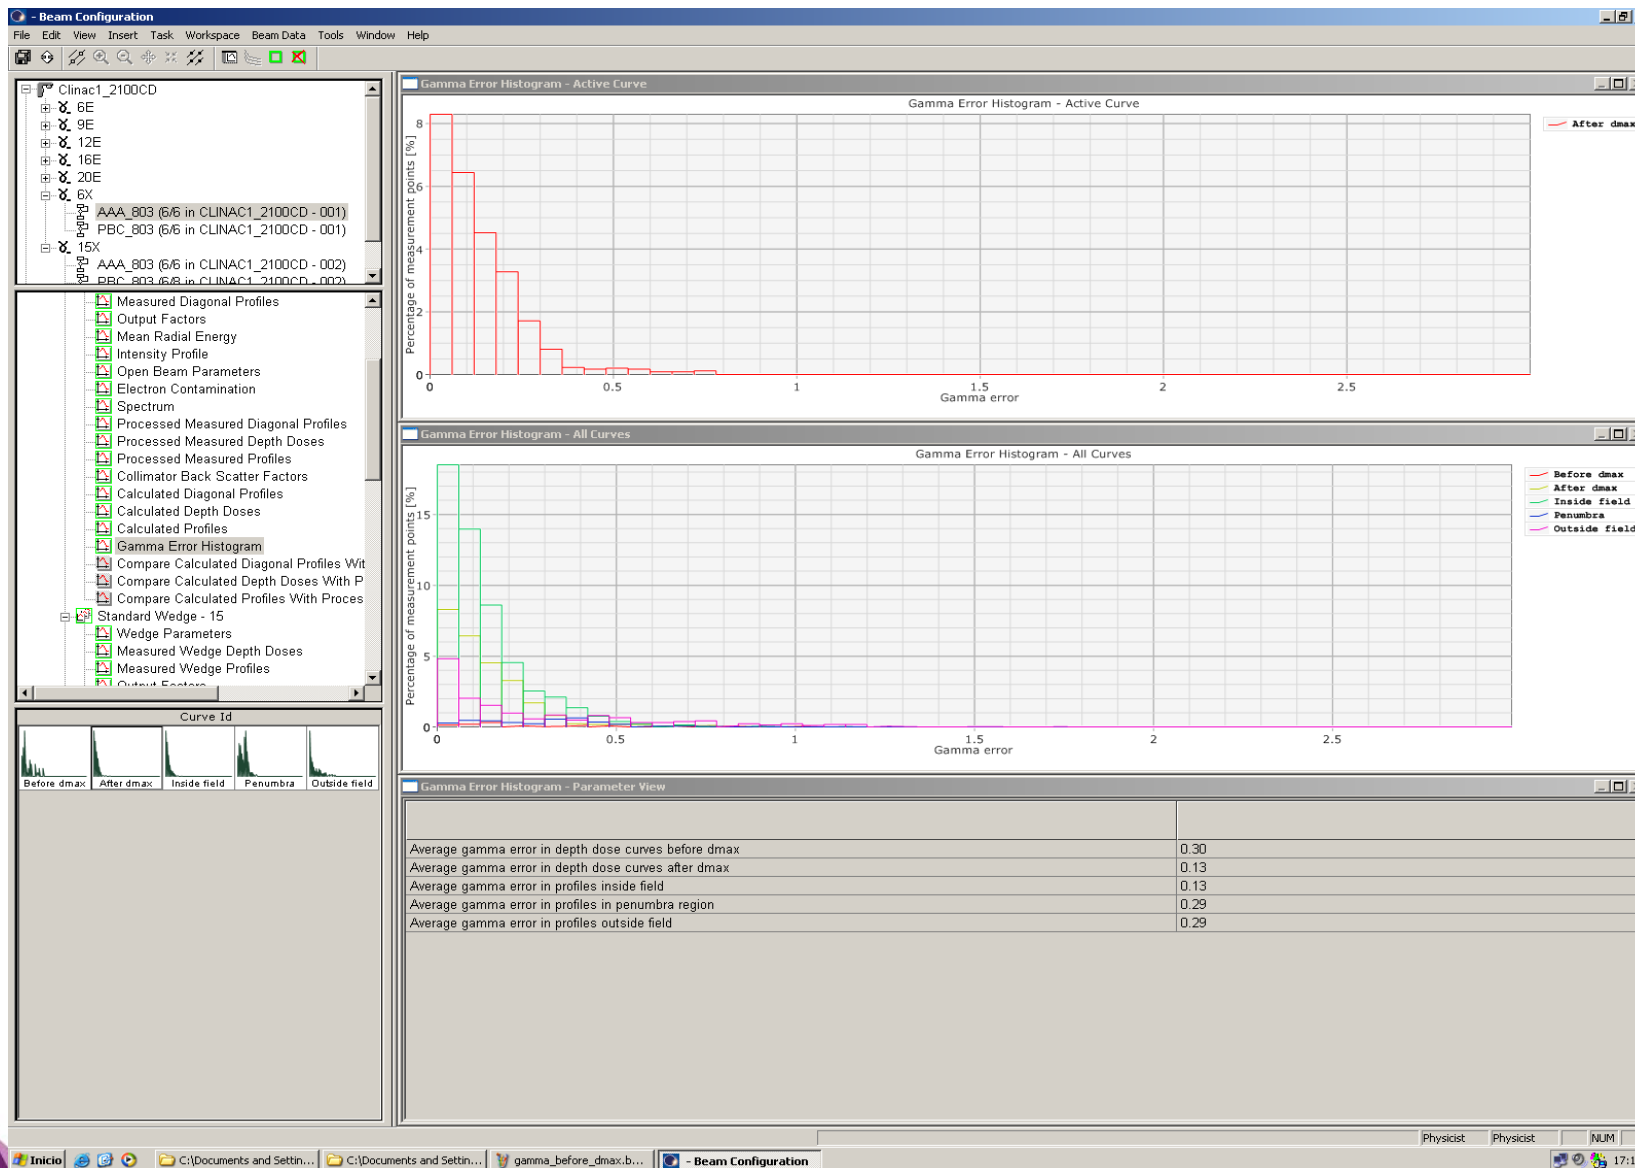 - Beam Configuration
File Edit View Insert Task Workspace Beam Data Tools Window Help
Clinac1_2100CD
6E
9E
12E
16E
20E
6X
AAA_803 (6/6 in CLINAC1_2100CD - 001)
PBC_803 (6/6 in CLINAC1_2100CD - 001)
15X
AAA_803 (6/6 in CLINAC1_2100CD - 002)
PBC_803 (6/8 in CLINAC1_2100CD - 002)
Measured Diagonal Profiles
Output Factors
Mean Radial Energy
Intensity Profile
Open Beam Parameters
Electron Contamination
Spectrum
Processed Measured Diagonal Profiles
Processed Measured Depth Doses
Processed Measured Profiles
Collimator Back Scatter Factors
Calculated Diagonal Profiles
Calculated Depth Doses
Calculated Profiles
Gamma Error Histogram
Compare Calculated Diagonal Profiles Wit
Compare Calculated Depth Doses With P
Compare Calculated Profiles With Proces
Standard Wedge - 15
Wedge Parameters
Measured Wedge Depth Doses
Measured Wedge Profiles
Output Factors
Curve Id
Before dmax After dmax Inside field Penumbra Outside field
Gamma Error Histogram - Active Curve
Gamma Error Histogram - Active Curve
After dmax
Percentage of measurement points [%]
8
6
4
2
0
0 0.5 1 1.5 2 2.5
Gamma error
Gamma Error Histogram - All Curves
Gamma Error Histogram - All Curves
Before dmax
After dmax
Inside field
Penumbra
Outside field
Percentage of measurement points [%]
15
10
5
0
0 0.5 1 1.5 2 2.5
Gamma error
Gamma Error Histogram - Parameter View
Average gamma error in depth dose curves before dmax 0.30
Average gamma error in depth dose curves after dmax 0.13
Average gamma error in profiles inside field 0.13
Average gamma error in profiles in penumbra region 0.29
Average gamma error in profiles outside field 0.29
Physicist Physicist NUM
Inicio C:\Documents and Settin... C:\Documents and Settin... gamma_before_dmax.b... - Beam Configuration 17:1